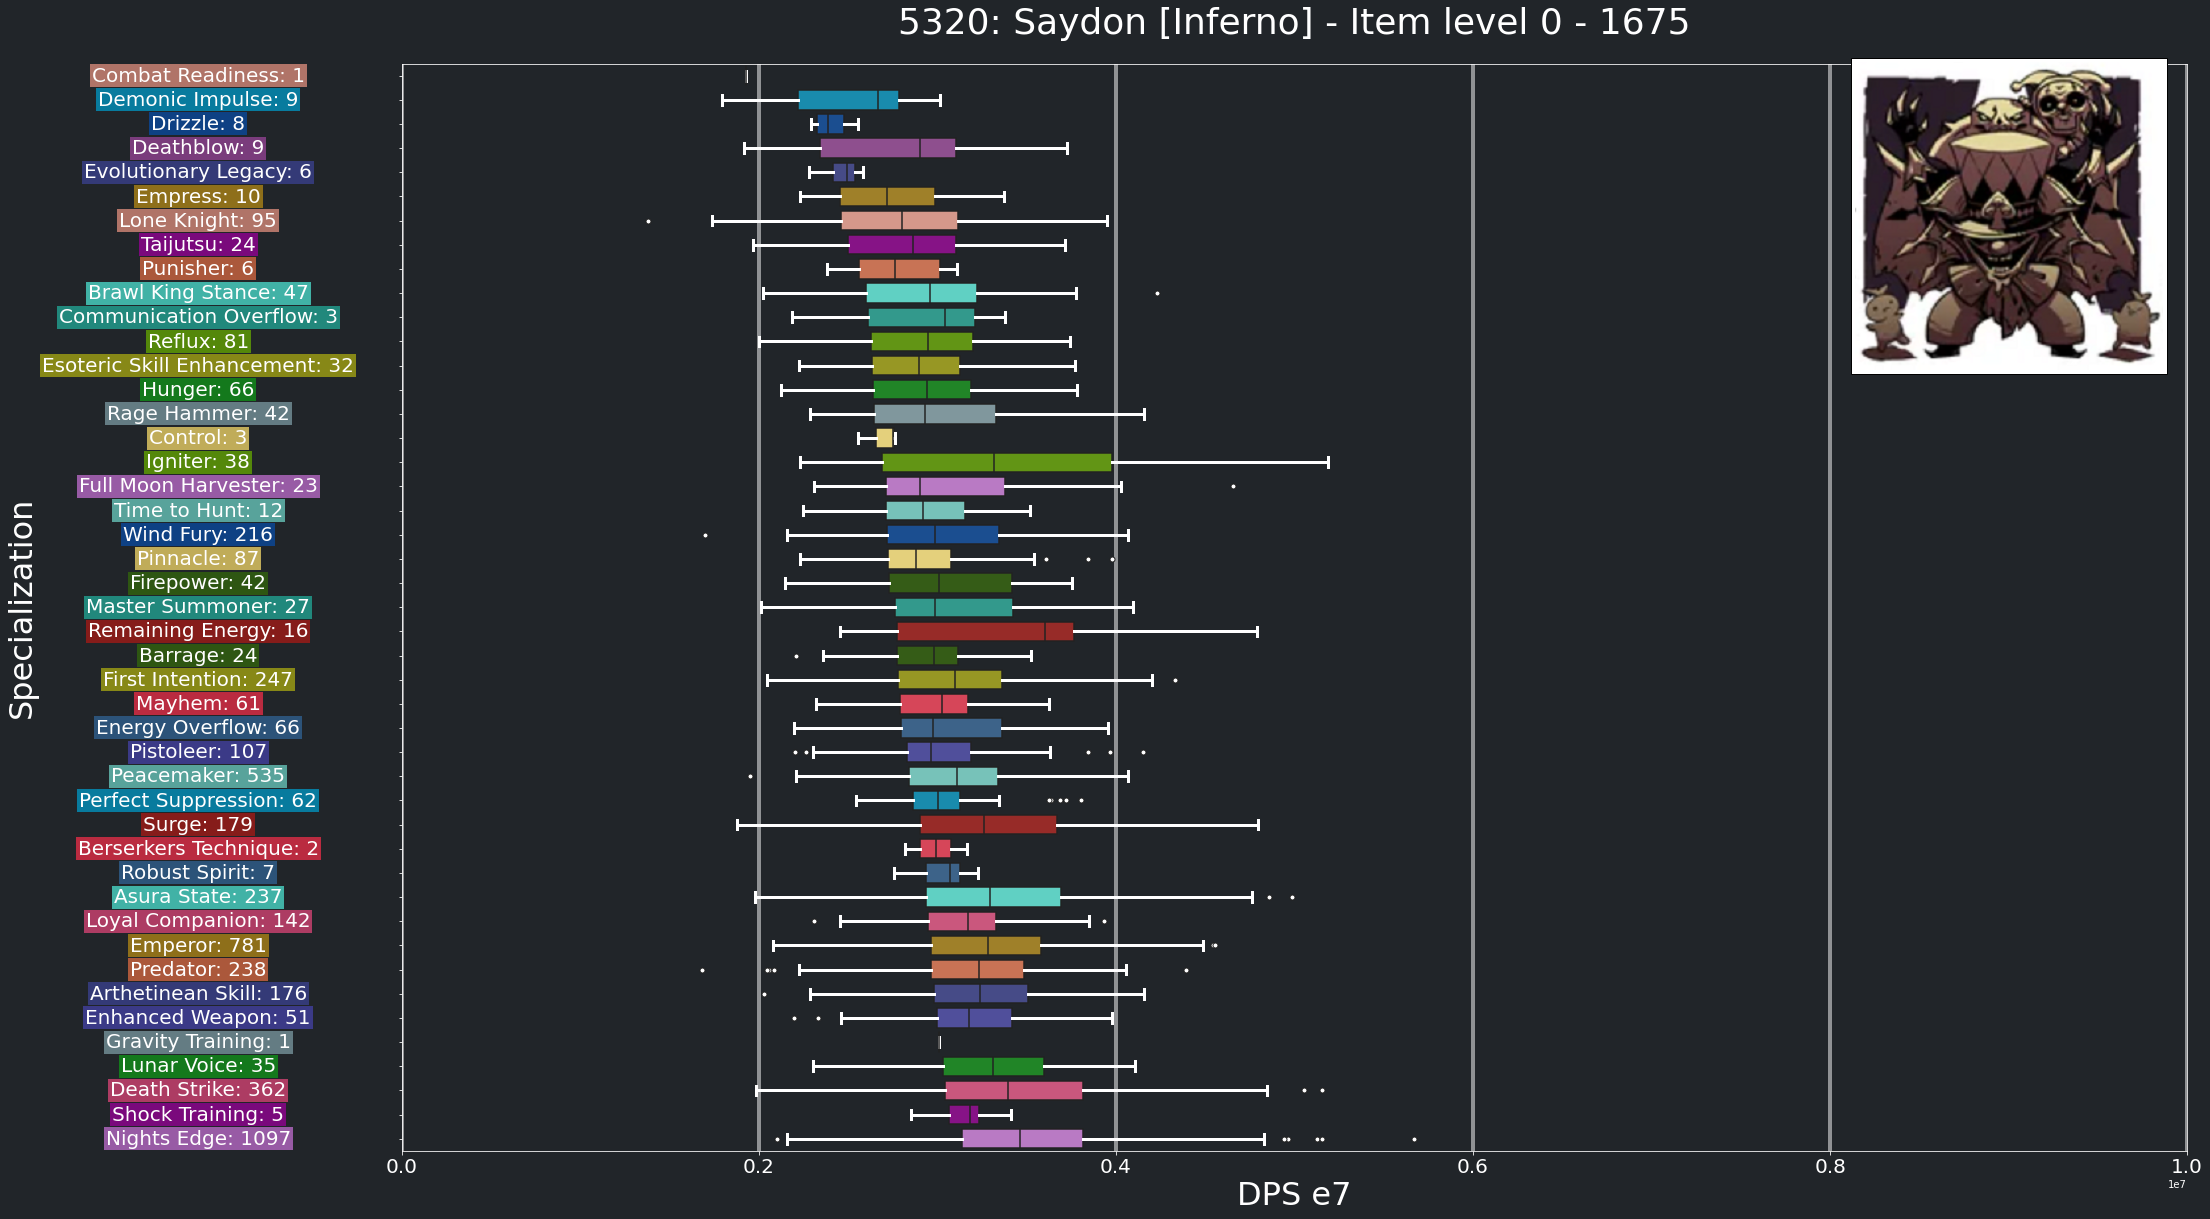 5320: Saydon [Inferno] - Item level 0 - 1675
Combat Readiness: 1
Demonic Impulse: 9
Drizzle: 8
Deathblow: 9
Evolutionary Legacy: 6
Empress: 10
Lone Knight: 95
Taijutsu: 24
Punisher: 6
Brawl King Stance: 47
Communication Overflow: 3
Reflux: 81
Esoteric Skill Enhancement: 32
Hunger: 66
Rage Hammer: 42
Control: 3
Igniter: 38
Full Moon Harvester: 23
Time to Hunt: 12
Wind Fury: 216
Pinnacle: 87
Firepower: 42
Master Summoner: 27
Remaining Energy: 16
Barrage: 24
First Intention: 247
Mayhem: 61
Energy Overflow: 66
Pistoleer: 107
Peacemaker: 535
Perfect Suppression: 62
Surge: 179
Berserkers Technique: 2
Robust Spirit: 7
Asura State: 237
Loyal Companion: 142
Emperor: 781
Predator: 238
Arthetinean Skill: 176
Enhanced Weapon: 51
Gravity Training: 1
Lunar Voice: 35
Death Strike: 362
Shock Training: 5
Nights Edge: 1097
Specialization
0.0 0.2 0.4 0.6 0.8 1.0
1e7
DPS e7